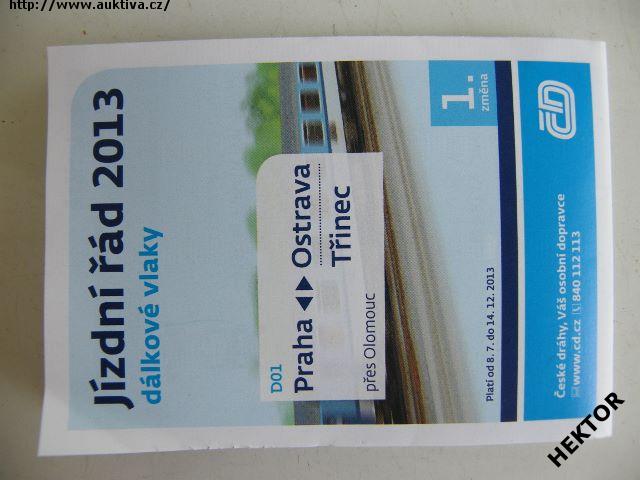 http://www.auktiva.cz/
Jízdní řád 2013
dálkové vlaky
D01
Praha ◄► Ostrava
Třinec
přes Olomouc
1.
změna
Platí od 8. 7. do 14. 12. 2013
České dráhy, Váš osobní dopravce
www.cd.cz 840 112 113
ČD
HEKTOR